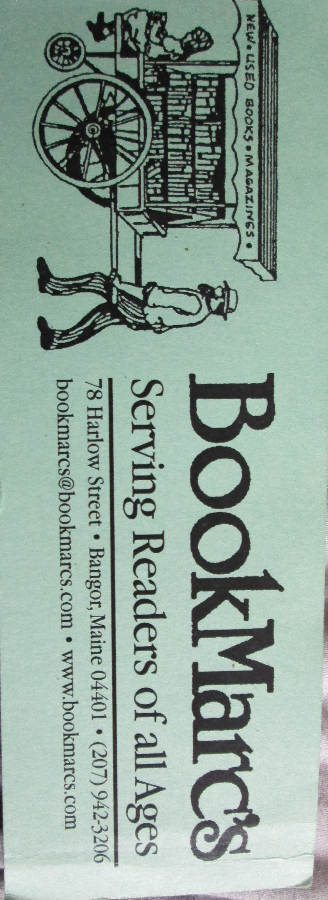 NEW • USED BOOKS • MAGAZINES •
BookMarc's
Serving Readers of all Ages
78 Harlow Street • Bangor, Maine 04401 • (207) 942-3206
bookmarcs@bookmarcs.com • www.bookmarcs.com